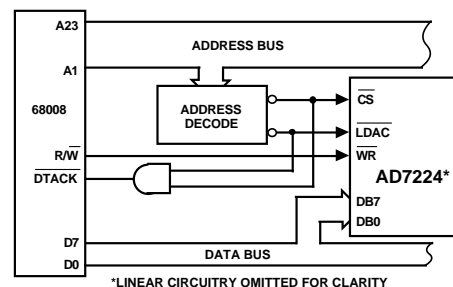 A23
ADDRESS BUS
A1
68008
ADDRESS
DECODE
CS
LDAC
R/W
WR
DTACK
AD7224*
DB7
DB0
D7
DATA BUS
D0
*LINEAR CIRCUITRY OMITTED FOR CLARITY